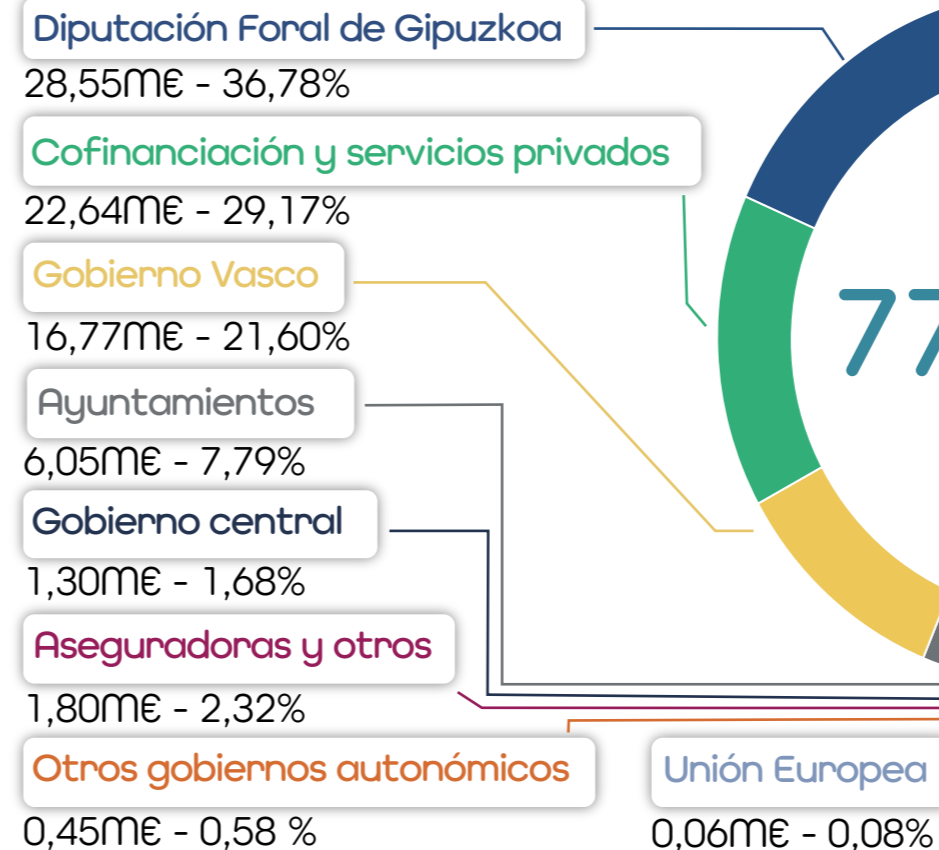 Diputación Foral de Gipuzkoa
28,55M€ - 36,78%
Cofinanciación y servicios privados
22,64M€ - 29,17%
Gobierno Vasco
16,77M€ - 21,60%
Ayuntamientos
6,05M€ - 7,79%
Gobierno central
1,30M€ - 1,68%
Aseguradoras y otros
1,80M€ - 2,32%
Otros gobiernos autonómicos
0,45M€ - 0,58 %
Unión Europea
0,06M€ - 0,08%
77